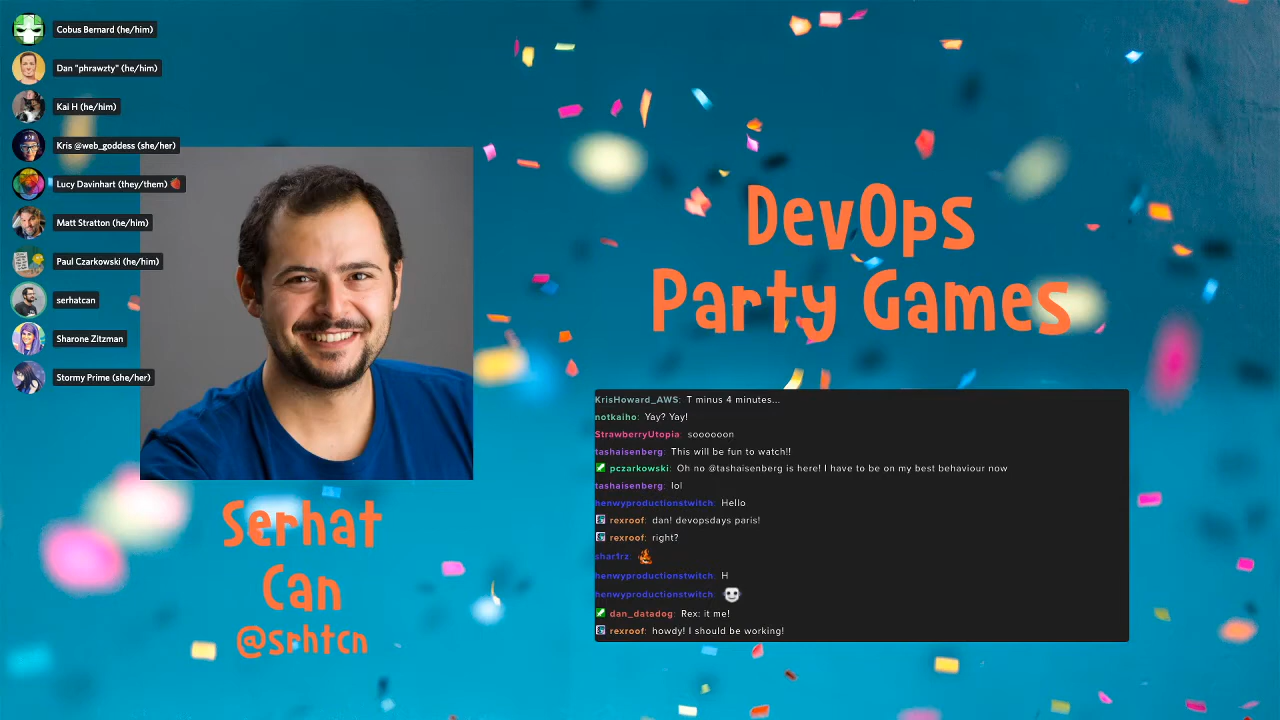 Cobus Bernard (he/him)
Dan "phrawzty" (he/him)
Kai H (he/him)
Kris @web_goddess (she/her)
Lucy Davinhart (they/them)
Matt Stratton (he/him)
Paul Czarkowski (he/him)
serhatcan
Sharone Zitzman
Stormy Prime (she/her)
Serhat
Can
@srhtcn
DevOps
Party Games
KrisHoward_AWS: T minus 4 minutes...
notkaiho: Yay? Yay!
StrawberryUtopia: soooooon
tashaisenberg: This will be fun to watch!!
pczarkowski: Oh no @tashaisenberg is here! I have to be on my best behaviour now
tashaisenberg: lol
henwyproductionstwitch: Hello
rexroof: dan! devopsdays paris!
rexroof: right?
shar1rz:
henwyproductionstwitch: H
henwyproductionstwitch:
dan_datadog: Rex: it me!
rexroof: howdy! I should be working!